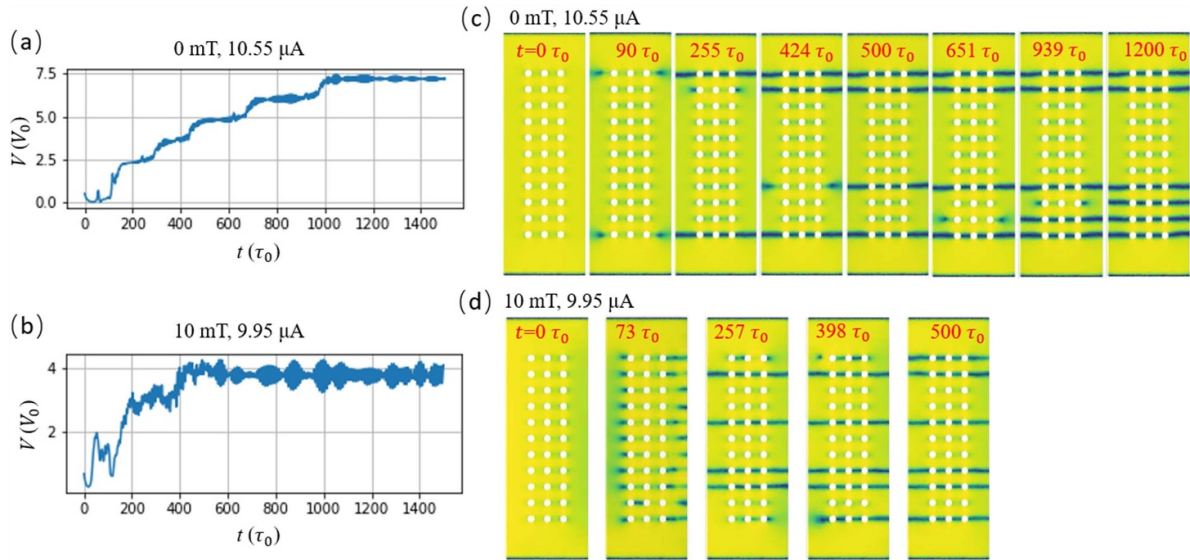 (a)
0 mT, 10.55 μA
7.5
5.0
2.5
0.0
V (V₀)
0 200 400 600 800 1000 1200 1400
t (τ₀)
(b)
10 mT, 9.95 μA
4
2
V (V₀)
0 200 400 600 800 1000 1200 1400
t (τ₀)
(c) 0 mT, 10.55 μA
t=0 τ₀ 90 τ₀ 255 τ₀ 424 τ₀ 500 τ₀ 651 τ₀ 939 τ₀ 1200 τ₀
(d) 10 mT, 9.95 μA
t=0 τ₀ 73 τ₀ 257 τ₀ 398 τ₀ 500 τ₀